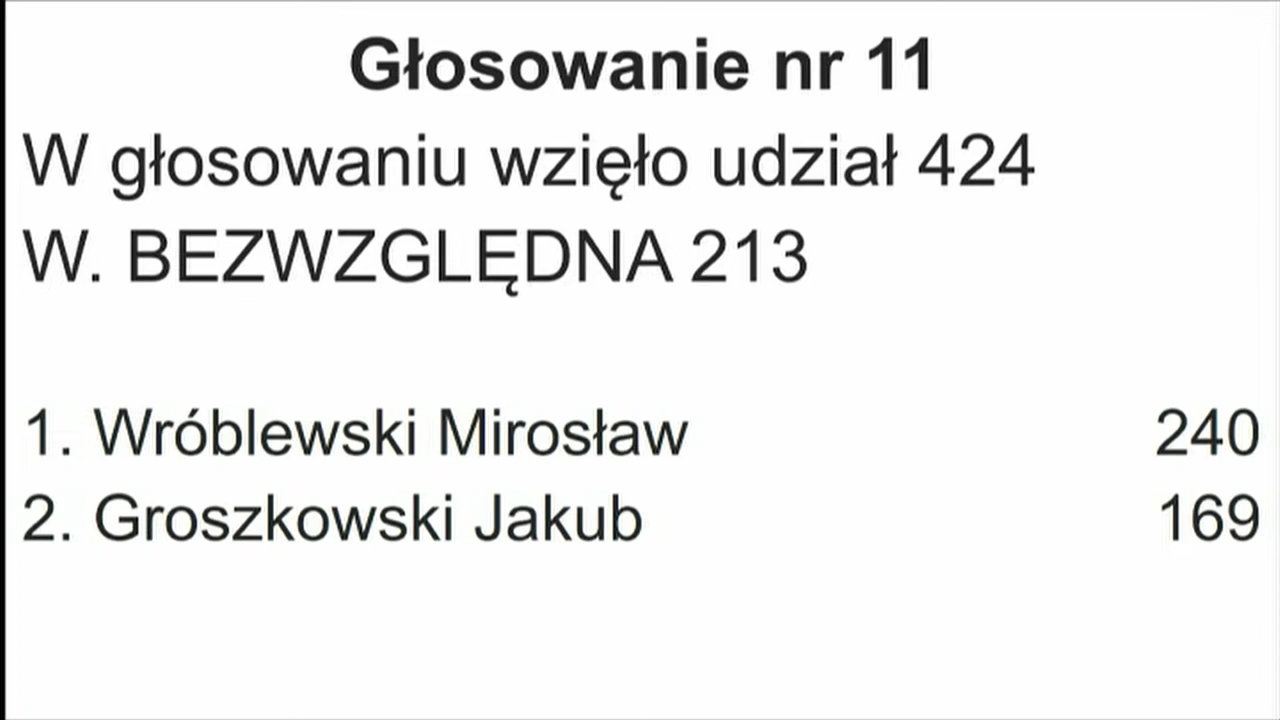 Głosowanie nr 11
W głosowaniu wzięło udział 424
W. BEZWZGLĘDNA 213
1. Wróblewski Mirosław 240
2. Groszkowski Jakub 169